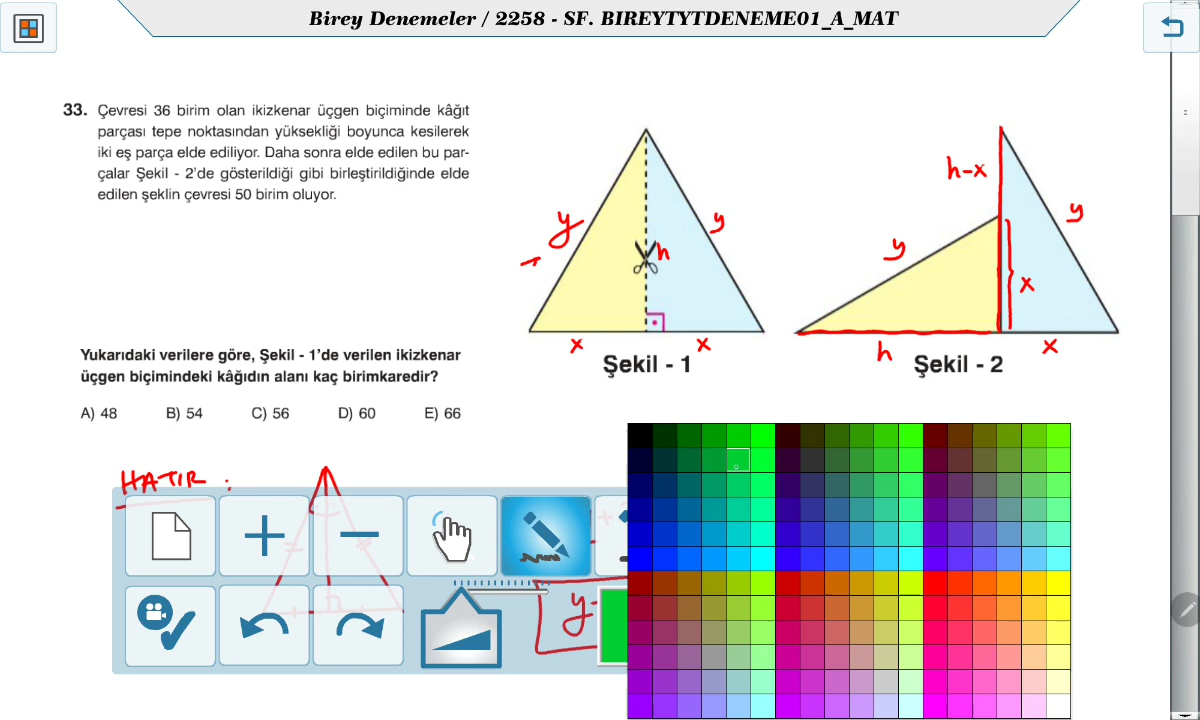 Birey Denemeler / 2258 - SF. BIREYTYTDENEME01_A_MAT
33. Çevresi 36 birim olan ikizkenar üçgen biçiminde kâğıt
parçası tepe noktasından yüksekliği boyunca kesilerek
iki eş parça elde ediliyor. Daha sonra elde edilen bu par-
çalar Şekil - 2'de gösterildiği gibi birleştirildiğinde elde
edilen şeklin çevresi 50 birim oluyor.
Yukarıdaki verilere göre, Şekil - 1'de verilen ikizkenar
üçgen biçimindeki kâğıdın alanı kaç birimkaredir?
A) 48 B) 54 C) 56 D) 60 E) 66
y
y
h
x
x
Şekil - 1
h-x
y
y
x
h
x
Şekil - 2
HATIR :
h
y-